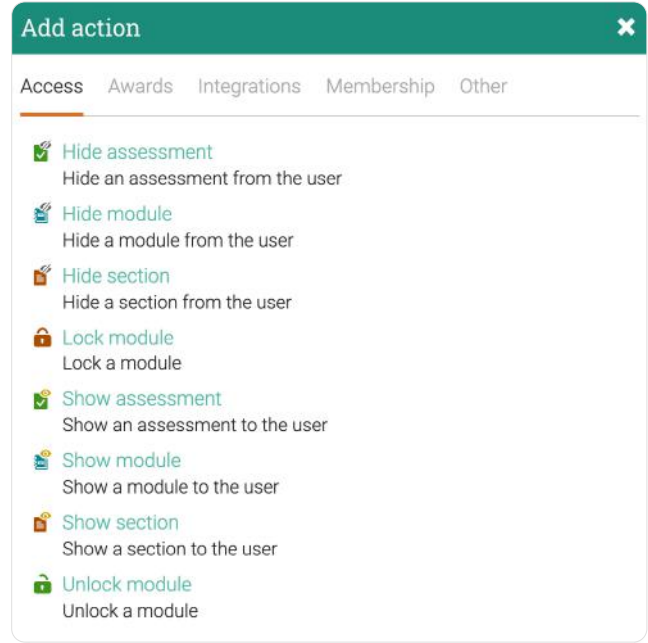 Add action
Access Awards Integrations Membership Other
Hide assessment
Hide an assessment from the user
Hide module
Hide a module from the user
Hide section
Hide a section from the user
Lock module
Lock a module
Show assessment
Show an assessment to the user
Show module
Show a module to the user
Show section
Show a section to the user
Unlock module
Unlock a module